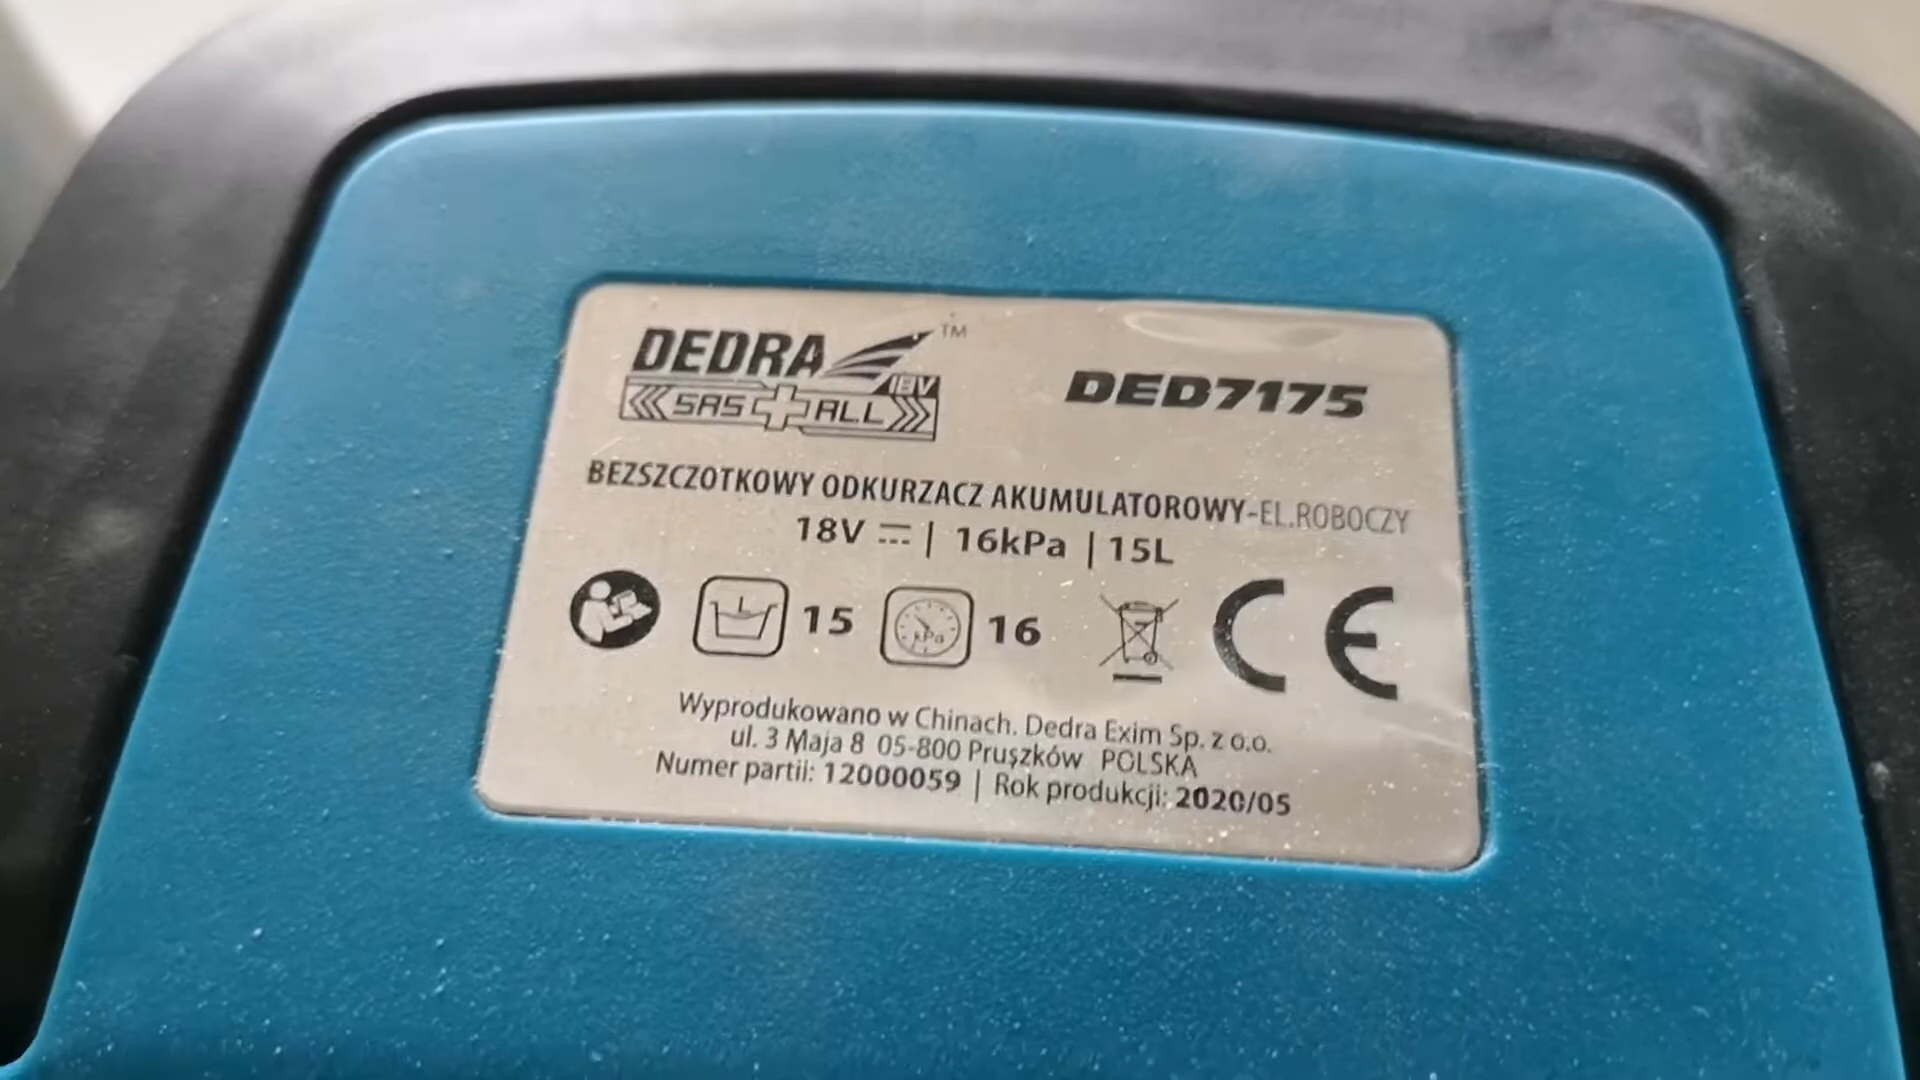 DEDRA™
18V
SAS+ALL
DED7175
BEZSZCZOTKOWY ODKURZACZ AKUMULATOROWY-EL.ROBOCZY
18V ⎓ | 16kPa | 15L
15
kPa
16
CE
Wyprodukowano w Chinach. Dedra Exim Sp. z o.o.
ul. 3 Maja 8 05-800 Pruszków POLSKA
Numer partii: 12000059 | Rok produkcji: 2020/05